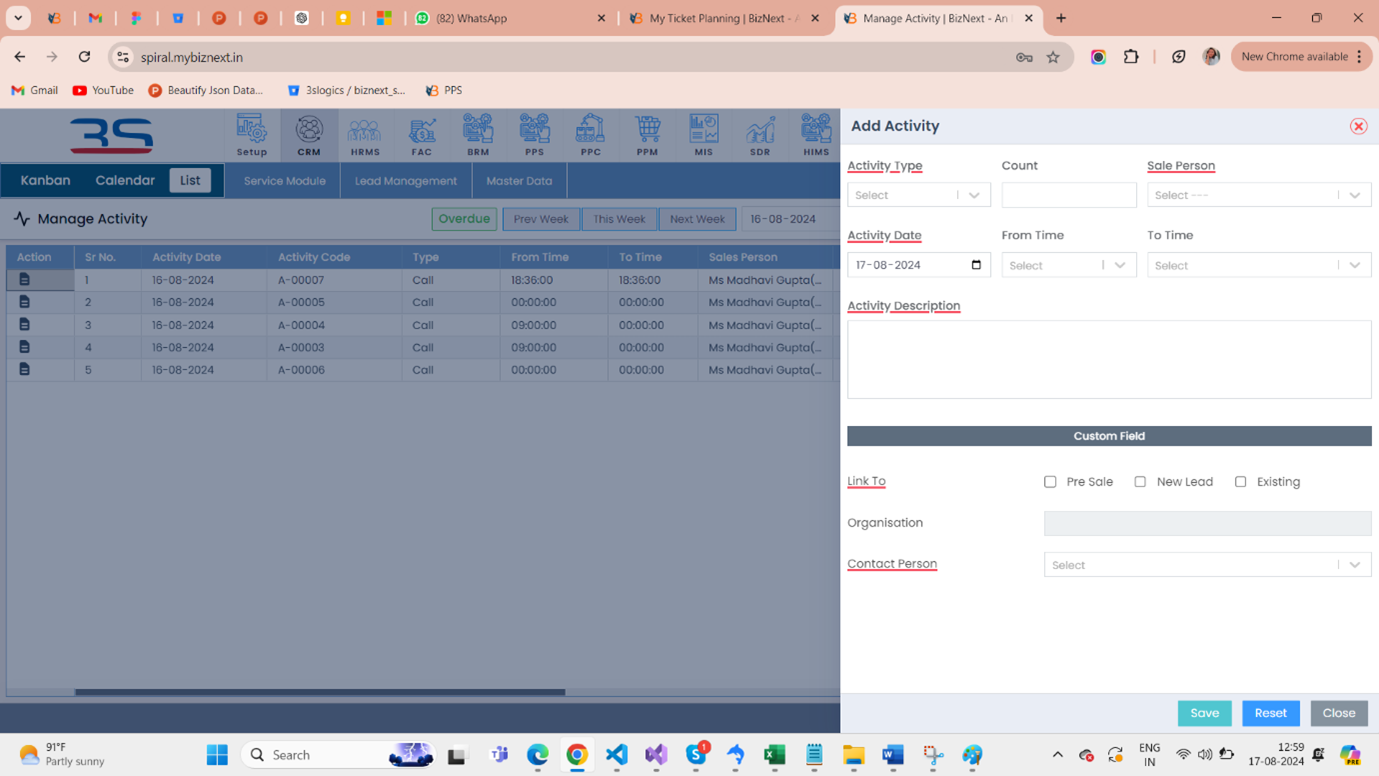 (82) WhatsApp
My Ticket Planning | BizNext - A
Manage Activity | BizNext - An
spiral.mybiznext.in
New Chrome available
Gmail
YouTube
Beautify Json Data...
3slogics / biznext_s...
PPS
3S
Setup
CRM
HRMS
FAC
BRM
PPS
PPC
PPM
MIS
SDR
HIMS
Kanban
Calendar
List
Service Module
Lead Management
Master Data
Manage Activity
Overdue
Prev Week
This Week
Next Week
16-08-2024
Action Sr No. Activity Date Activity Code Type From Time To Time Sales Person
1 16-08-2024 A-00007 Call 18:36:00 18:36:00 Ms Madhavi Gupta(...
2 16-08-2024 A-00005 Call 00:00:00 00:00:00 Ms Madhavi Gupta(...
3 16-08-2024 A-00004 Call 09:00:00 00:00:00 Ms Madhavi Gupta(...
4 16-08-2024 A-00003 Call 09:00:00 00:00:00 Ms Madhavi Gupta(...
5 16-08-2024 A-00006 Call 00:00:00 00:00:00 Ms Madhavi Gupta(...
Add Activity
Activity Type Count Sale Person
Select Select ---
Activity Date From Time To Time
17-08-2024 Select Select
Activity Description
Custom Field
Link To Pre Sale New Lead Existing
Organisation
Contact Person Select
Save Reset Close
91°F
Partly sunny
Search
1
ENG
IN
12:59
17-08-2024
PRE